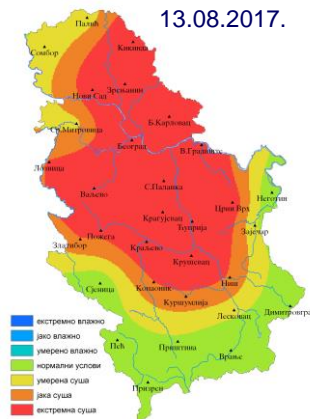 13.08.2017.
Палић
Сомбор
Кикинда
Зрењанин
Нови Сад
Б.Карловац
Ср.Митровица
Београд
В.Градиште
Лозница
Ваљево
С.Паланка
Неготин
Црни Врх
Крагујевац
Ћуприја
Зајечар
Пожега
Златибор
Краљево
Крушевац
Сјеница
Копаоник
Ниш
Куршумлија
Лесковац
Димитровград
Пећ
Приштина
Врање
Призрен
екстремно влажно
јако влажно
умерено влажно
нормални услови
умерена суша
јака суша
екстремна суша